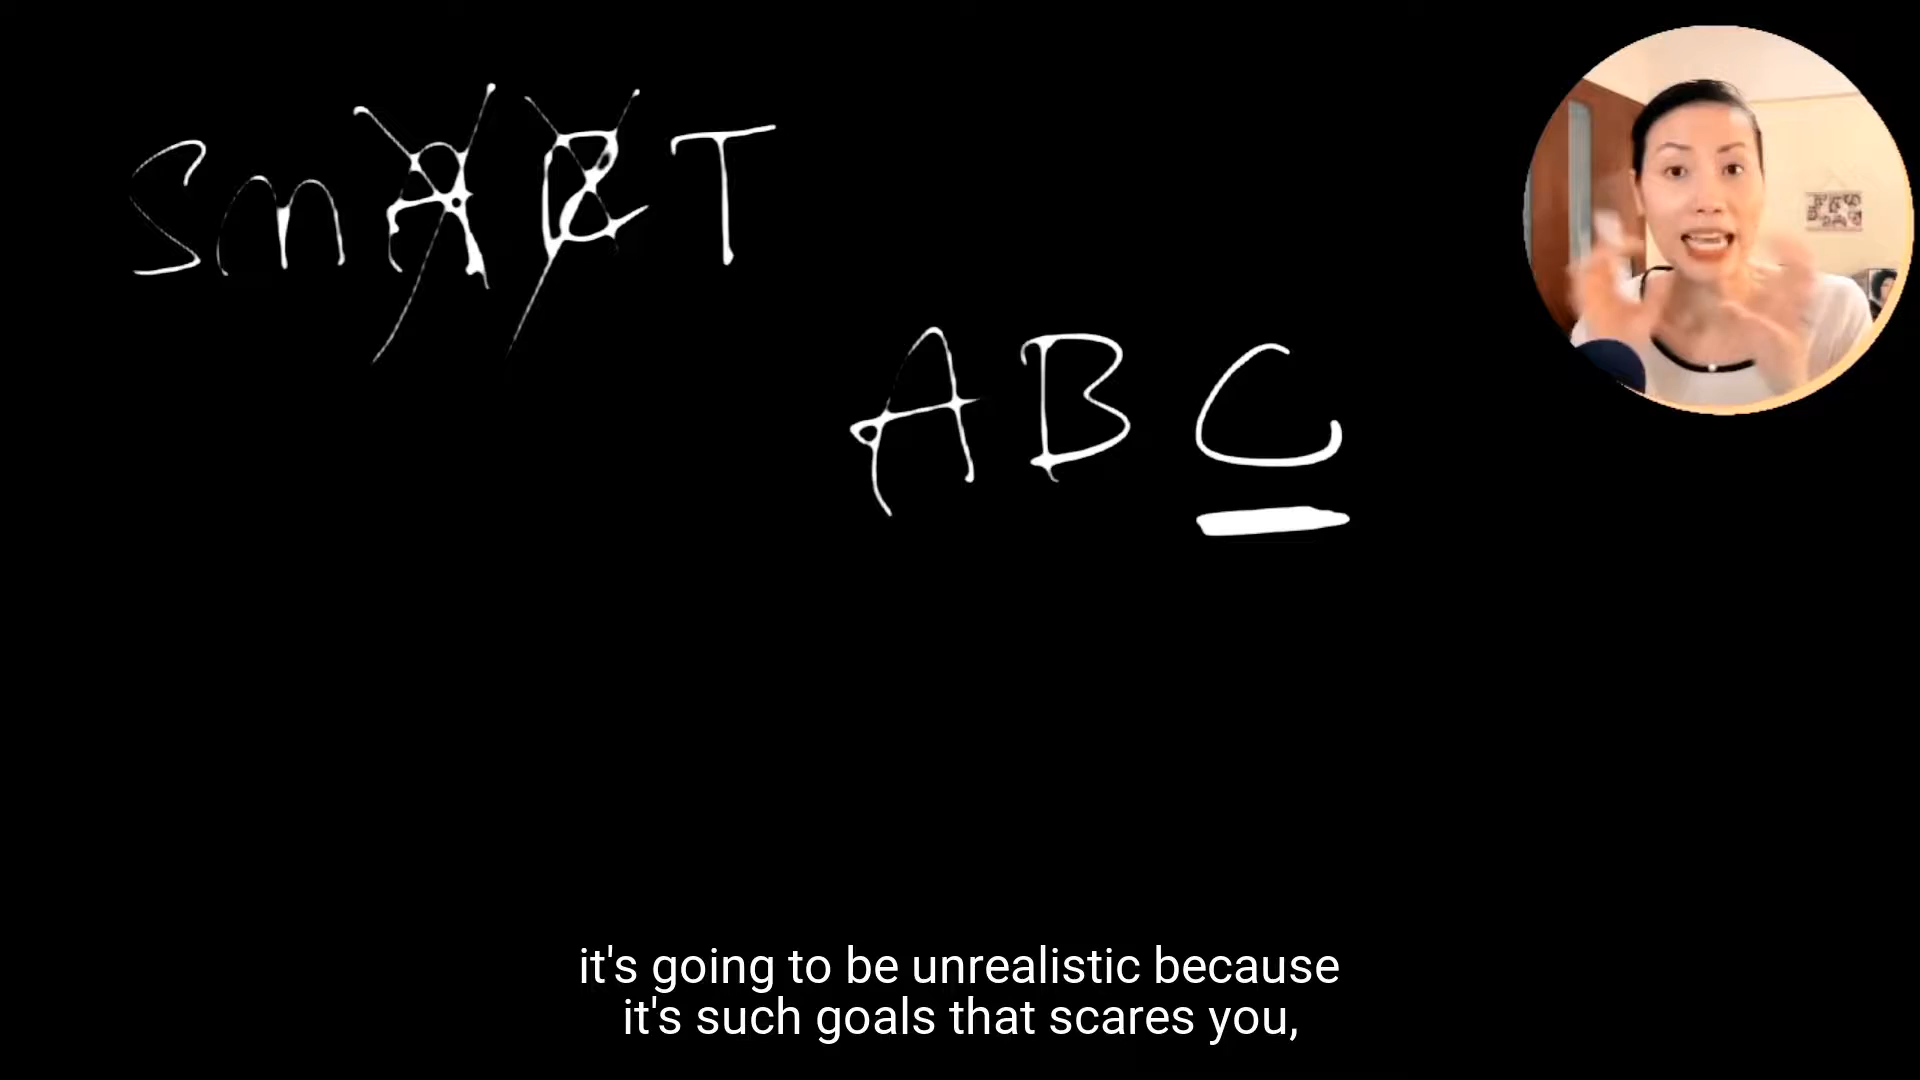 SMART
ABC
it's going to be unrealistic because
it's such goals that scares you,